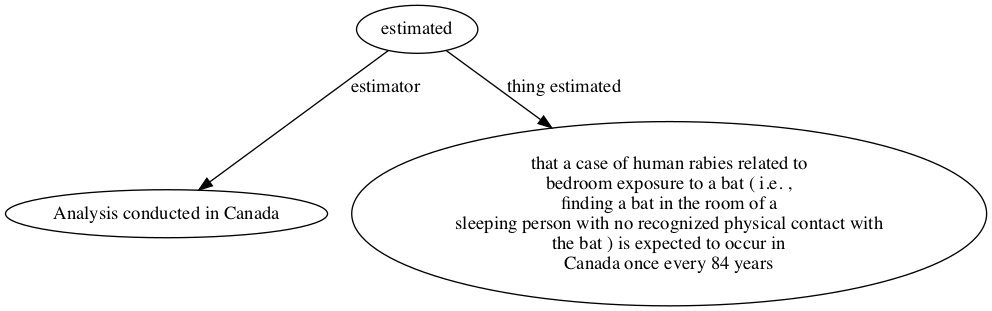 estimated
estimator
thing estimated
Analysis conducted in Canada
that a case of human rabies related to
bedroom exposure to a bat ( i.e. ,
finding a bat in the room of a
sleeping person with no recognized physical contact with
the bat ) is expected to occur in
Canada once every 84 years